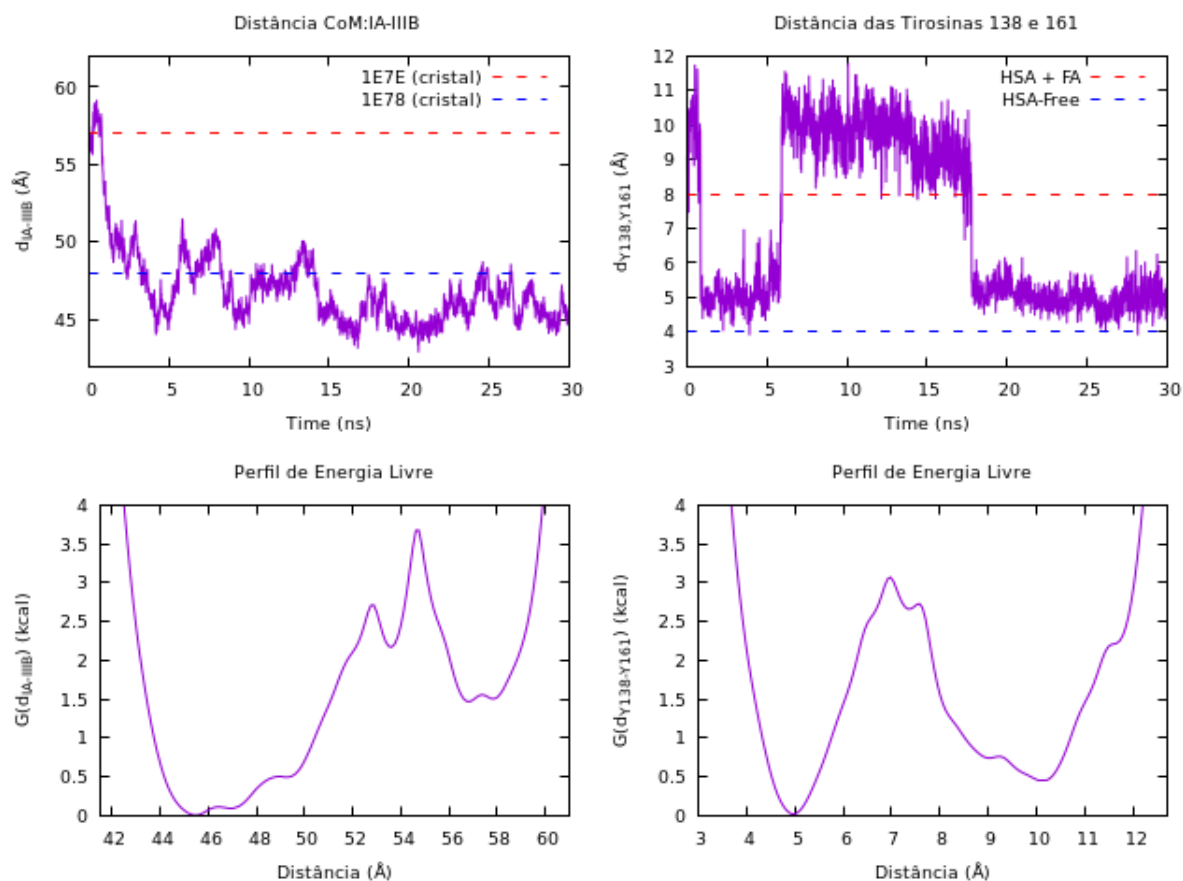 Distância CoM:IA-IIIB
1E7E (cristal)
1E78 (cristal)
d_IA-IIIB (Å)
60
55
50
45
0 5 10 15 20 25 30
Time (ns)
Distância das Tirosinas 138 e 161
HSA + FA
HSA-Free
d_Y138,Y161 (Å)
12
11
10
9
8
7
6
5
4
3
0 5 10 15 20 25 30
Time (ns)
Perfil de Energia Livre
G(d_IA-IIIB) (kcal)
4
3.5
3
2.5
2
1.5
1
0.5
0
42 44 46 48 50 52 54 56 58 60
Distância (Å)
Perfil de Energia Livre
G(d_Y138-Y161) (kcal)
4
3.5
3
2.5
2
1.5
1
0.5
0
3 4 5 6 7 8 9 10 11 12
Distância (Å)